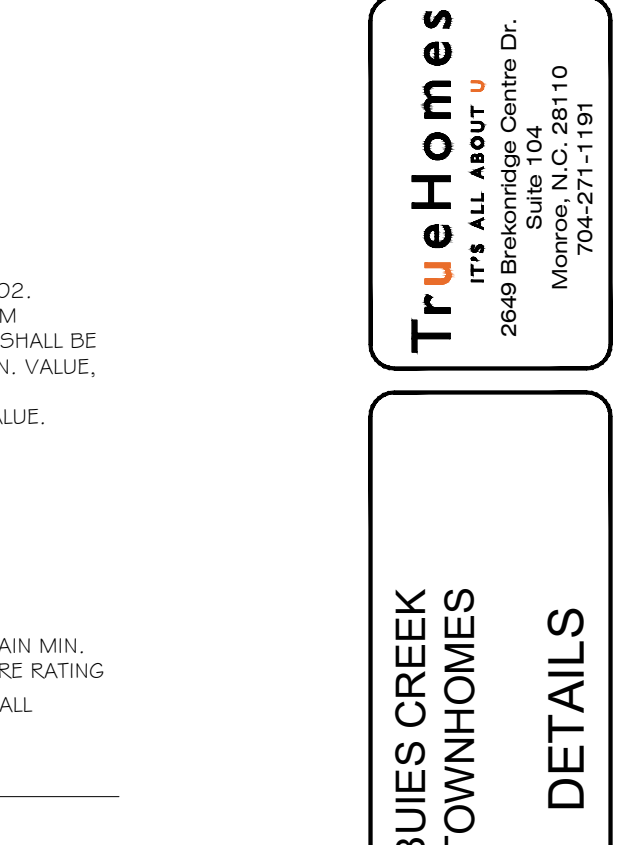 02.
M
SHALL BE
N. VALUE,
ALUE.
AIN MIN.
RE RATING
ALL
TrueHomes
IT'S ALL ABOUT U
2649 Brekonridge Centre Dr.
Suite 104
Monroe, N.C. 28110
704-271-1191
BUIES CREEK
TOWNHOMES
DETAILS